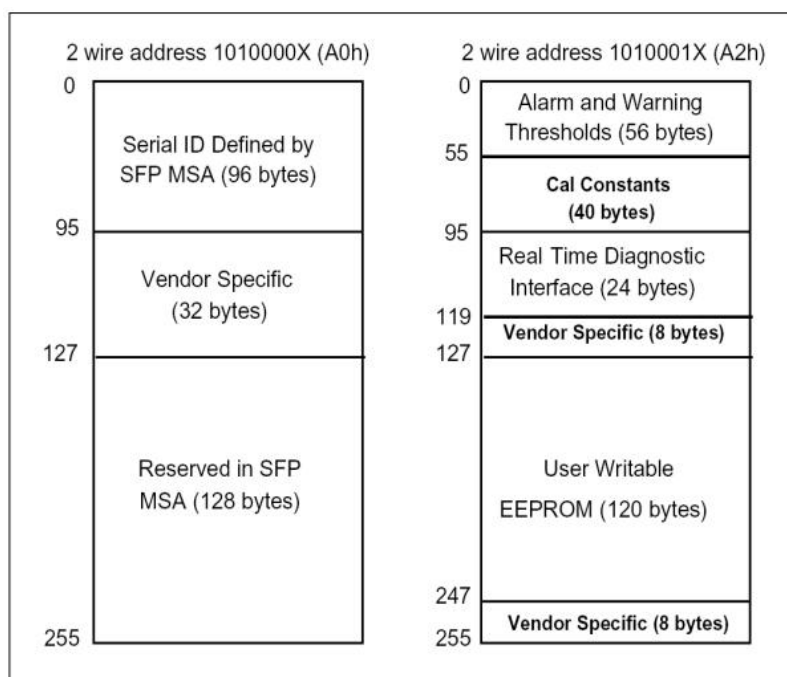 2 wire address 1010000X (A0h)
0
Serial ID Defined by
SFP MSA (96 bytes)
95
Vendor Specific
(32 bytes)
127
Reserved in SFP
MSA (128 bytes)
255
2 wire address 1010001X (A2h)
0
Alarm and Warning
Thresholds (56 bytes)
55
Cal Constants
(40 bytes)
95
Real Time Diagnostic
Interface (24 bytes)
119
Vendor Specific (8 bytes)
127
User Writable
EEPROM (120 bytes)
247
Vendor Specific (8 bytes)
255